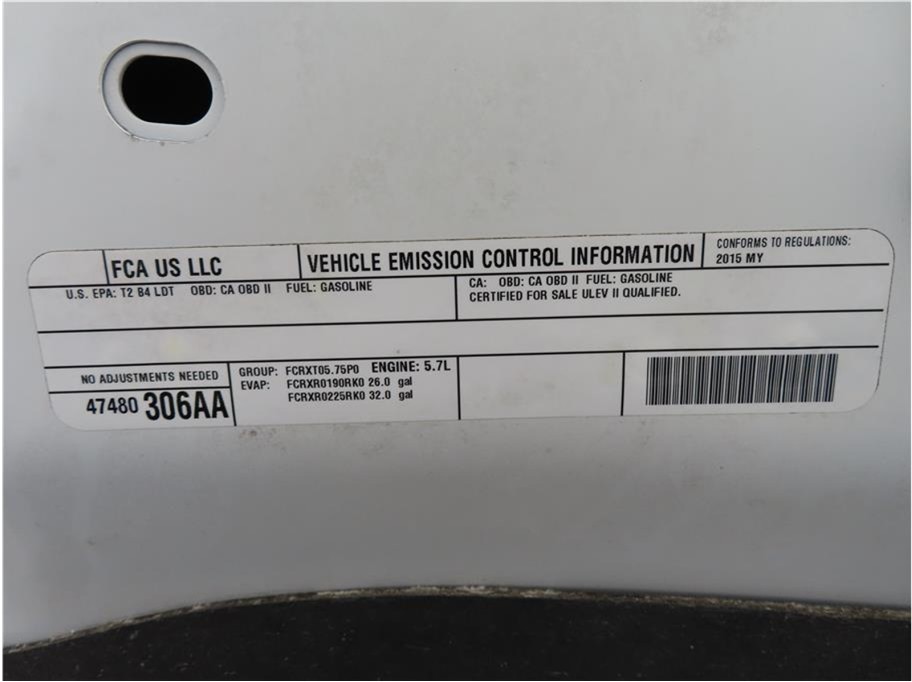 FCA US LLC
VEHICLE EMISSION CONTROL INFORMATION
CONFORMS TO REGULATIONS:
2015 MY
U.S. EPA: T2 B4 LDT OBD: CA OBD II FUEL: GASOLINE
CA: OBD: CA OBD II FUEL: GASOLINE
CERTIFIED FOR SALE ULEV II QUALIFIED.
NO ADJUSTMENTS NEEDED
47480 306AA
GROUP: FCRXT05.75P0 ENGINE: 5.7L
EVAP: FCRXR0190RK0 26.0 gal
FCRXR0225RK0 32.0 gal